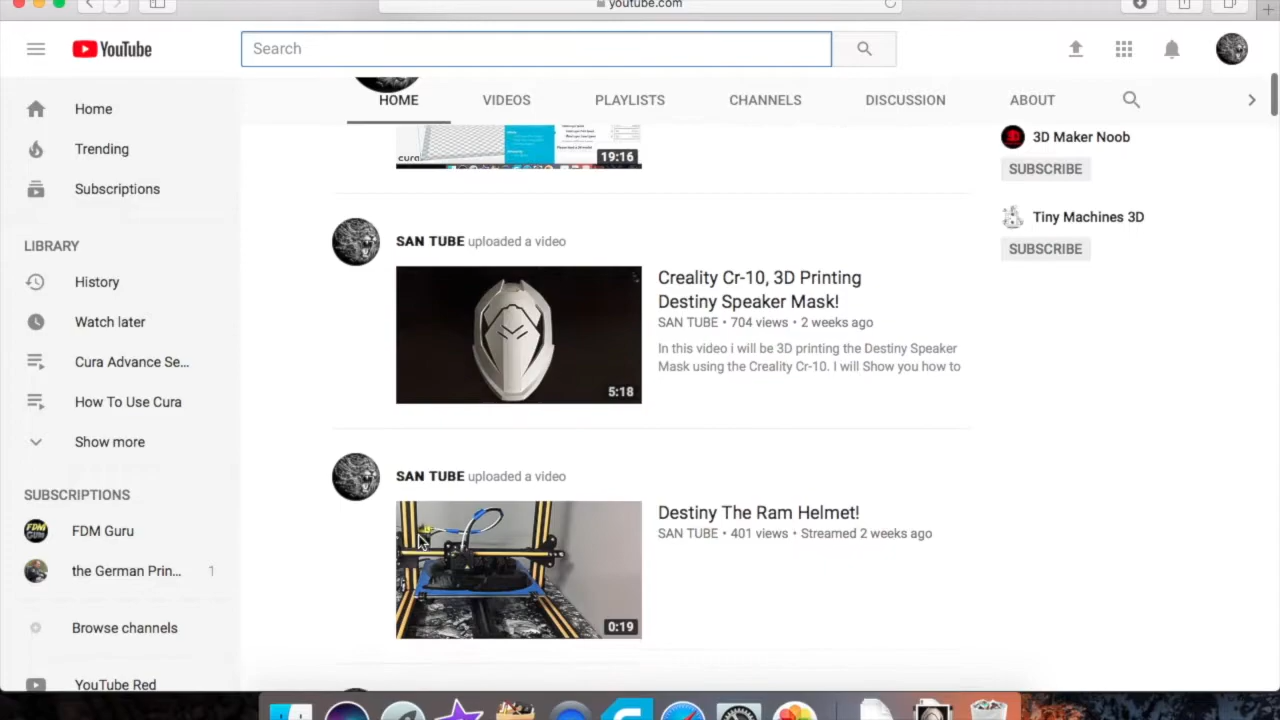 youtube.com
YouTube
Search
HOME
VIDEOS
PLAYLISTS
CHANNELS
DISCUSSION
ABOUT
Home
Trending
Subscriptions
LIBRARY
History
Watch later
Cura Advance Se...
How To Use Cura
Show more
SUBSCRIPTIONS
FDM Guru
the German Prin... 1
Browse channels
YouTube Red
cura
19:16
SAN TUBE uploaded a video
5:18
Creality Cr-10, 3D Printing
Destiny Speaker Mask!
SAN TUBE • 704 views • 2 weeks ago
In this video i will be 3D printing the Destiny Speaker
Mask using the Creality Cr-10. I will Show you how to
SAN TUBE uploaded a video
0:19
Destiny The Ram Helmet!
SAN TUBE • 401 views • Streamed 2 weeks ago
3D Maker Noob
SUBSCRIBE
Tiny Machines 3D
SUBSCRIBE